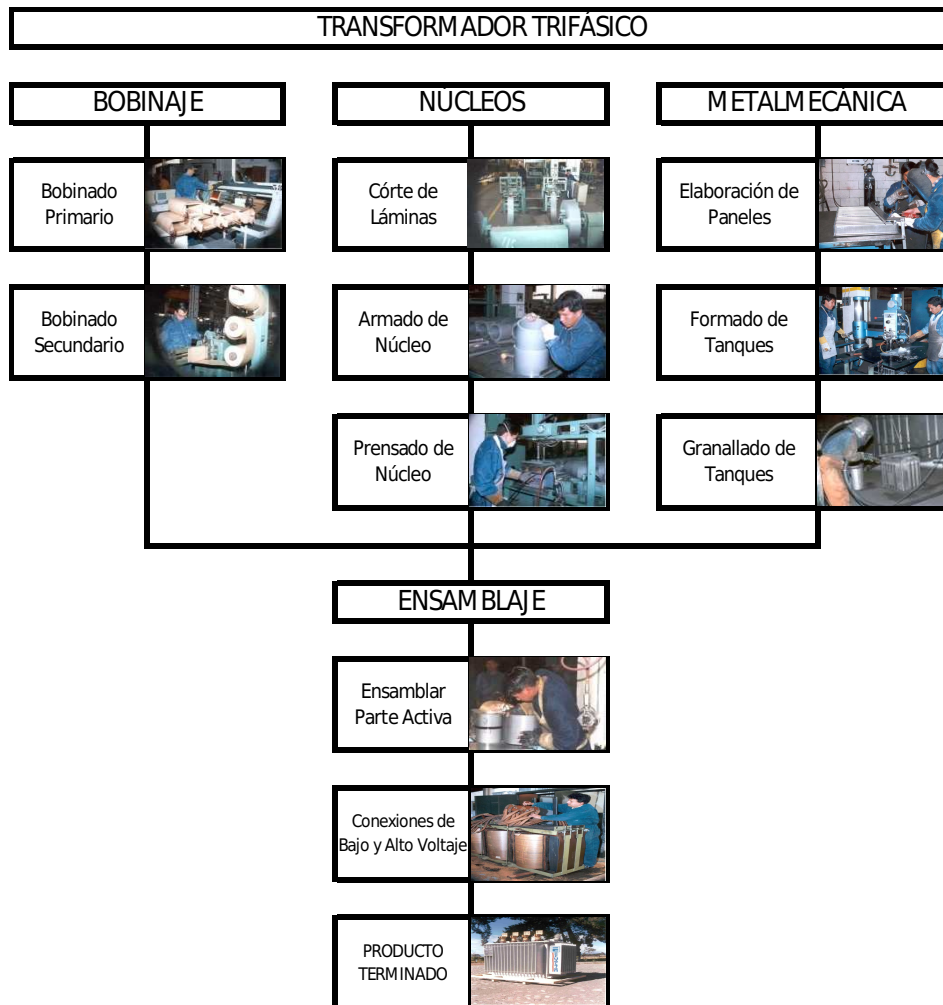 TRANSFORMADOR TRIFÁSICO
BOBINAJE
Bobinado
Primario
Bobinado
Secundario
NÚCLEOS
Córte de
Láminas
Armado de
Núcleo
Prensado de
Núcleo
METALMECÁNICA
Elaboración de
Paneles
Formado de
Tanques
Granallado de
Tanques
ENSAMBLAJE
Ensamblar
Parte Activa
Conexiones de
Bajo y Alto Voltaje
PRODUCTO
TERMINADO